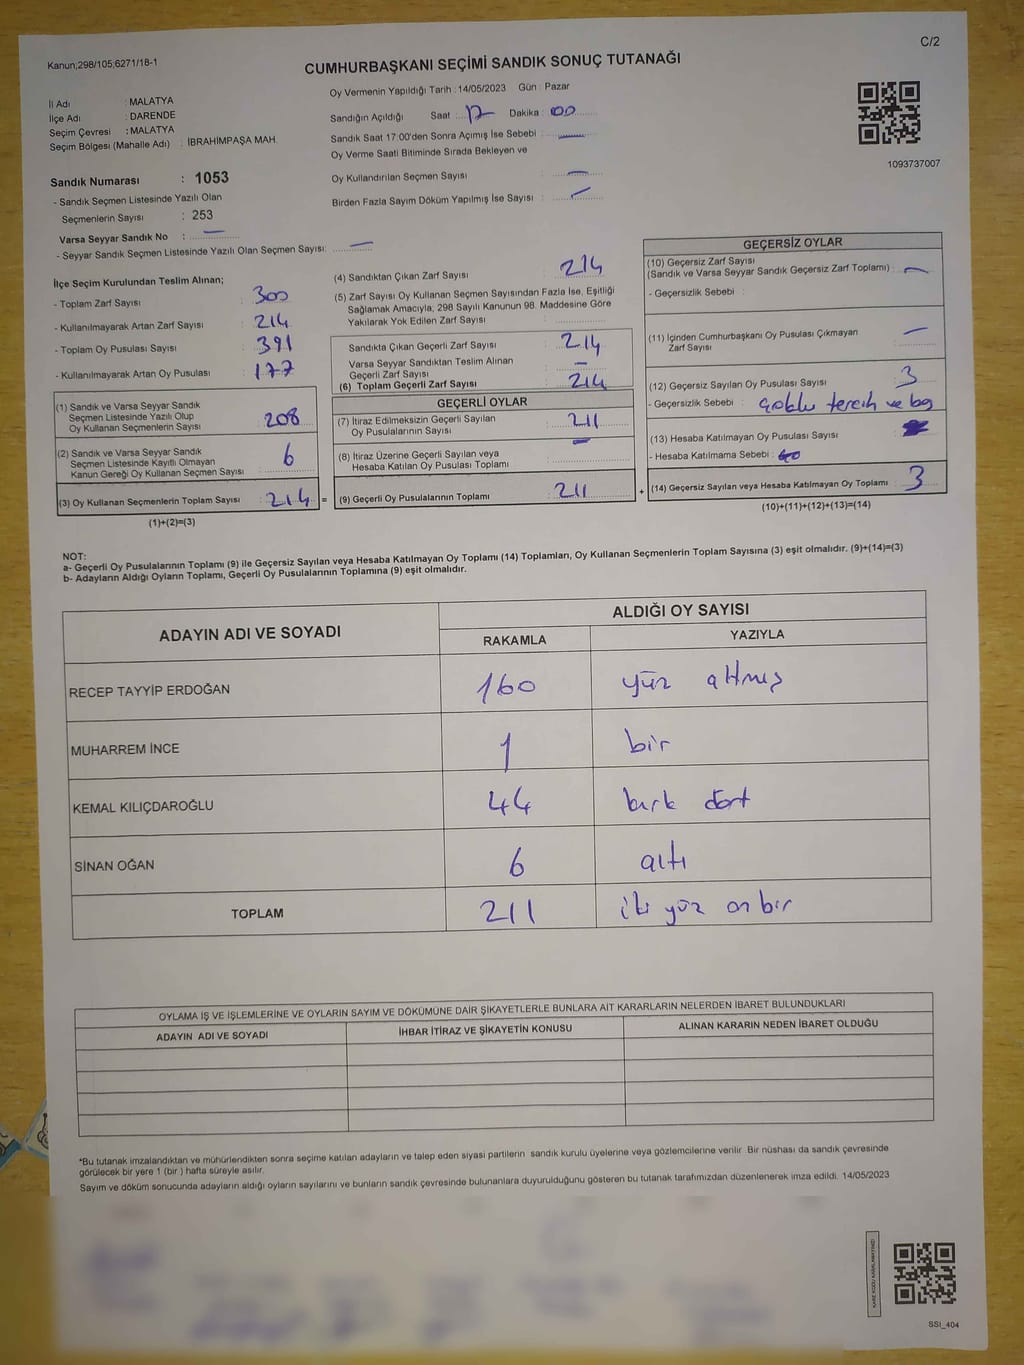 C/2
Kanun;298/105;6271/18-1
CUMHURBAŞKANI SEÇİMİ SANDIK SONUÇ TUTANAĞI
İl Adı : MALATYA
İlçe Adı : DARENDE
Seçim Çevresi : MALATYA
Seçim Bölgesi (Mahalle Adı) : İBRAHİMPAŞA MAH.
Oy Vermenin Yapıldığı Tarih : 14/05/2023 Gün : Pazar
Sandığın Açıldığı Saat : 17 Dakika : 00
Sandık Saat 17:00'den Sonra Açımış İse Sebebi : —
Oy Verme Saati Bitiminde Sırada Bekleyen ve
Oy Kullandırılan Seçmen Sayısı : —
Birden Fazla Sayım Döküm Yapılmış İse Sayısı : —
1093737007
Sandık Numarası : 1053
- Sandık Seçmen Listesinde Yazılı Olan
Seçmenlerin Sayısı : 253
Varsa Seyyar Sandık No : —
- Seyyar Sandık Seçmen Listesinde Yazılı Olan Seçmen Sayısı: —
İlçe Seçim Kurulundan Teslim Alınan;
- Toplam Zarf Sayısı : 300
- Kullanılmayarak Artan Zarf Sayısı : 214
- Toplam Oy Pusulası Sayısı : 391
- Kullanılmayarak Artan Oy Pusulası : 177
(1) Sandık ve Varsa Seyyar Sandık
Seçmen Listesinde Yazılı Olup
Oy Kullanan Seçmenlerin Sayısı : 208
(2) Sandık ve Varsa Seyyar Sandık
Seçmen Listesinde Kayıtlı Olmayan
Kanun Gereği Oy Kullanan Seçmen Sayısı : 6
(3) Oy Kullanan Seçmenlerin Toplam Sayısı : 214 =
(1)+(2)=(3)
(4) Sandıktan Çıkan Zarf Sayısı : 214
(5) Zarf Sayısı Oy Kullanan Seçmen Sayısından Fazla İse, Eşitliği
Sağlamak Amacıyla, 298 Sayılı Kanunun 98. Maddesine Göre
Yakılarak Yok Edilen Zarf Sayısı :
Sandıkta Çıkan Geçerli Zarf Sayısı : 214
Varsa Seyyar Sandıktan Teslim Alınan
Geçerli Zarf Sayısı : —
(6) Toplam Geçerli Zarf Sayısı : 214
GEÇERLİ OYLAR
(7) İtiraz Edilmeksizin Geçerli Sayılan
Oy Pusulalarının Sayısı : 211
(8) İtiraz Üzerine Geçerli Sayılan veya
Hesaba Katılan Oy Pusulası Toplamı : —
(9) Geçerli Oy Pusulalarının Toplamı : 211 +
GEÇERSİZ OYLAR
(10) Geçersiz Zarf Sayısı
(Sandık ve Varsa Seyyar Sandık Geçersiz Zarf Toplamı) : —
- Geçersizlik Sebebi :
(11) İçinden Cumhurbaşkanı Oy Pusulası Çıkmayan
Zarf Sayısı : —
(12) Geçersiz Sayılan Oy Pusulası Sayısı : 3
- Geçersizlik Sebebi : tercih ve
(13) Hesaba Katılmayan Oy Pusulası Sayısı :
- Hesaba Katılmama Sebebi :
(14) Geçersiz Sayılan veya Hesaba Katılmayan Oy Toplamı : 3
(10)+(11)+(12)+(13)=(14)
NOT:
a- Geçerli Oy Pusulalarının Toplamı (9) ile Geçersiz Sayılan veya Hesaba Katılmayan Oy Toplamı (14) Toplamları, Oy Kullanan Seçmenlerin Toplam Sayısına (3) eşit olmalıdır. (9)+(14)=(3)
b- Adayların Aldığı Oyların Toplamı, Geçerli Oy Pusulalarının Toplamına (9) eşit olmalıdır.
ADAYIN ADI VE SOYADI
ALDIĞI OY SAYISI
RAKAMLA YAZIYLA
RECEP TAYYİP ERDOĞAN 160 yüz altmış
MUHARREM İNCE 1 bir
KEMAL KILIÇDAROĞLU 44 kırk dört
SİNAN OĞAN 6 altı
TOPLAM 211 iki yüz on bir
OYLAMA İŞ VE İŞLEMLERİNE VE OYLARIN SAYIM VE DÖKÜMÜNE DAİR ŞİKAYETLERLE BUNLARA AİT KARARLARIN NELERDEN İBARET BULUNDUKLARI
ADAYIN ADI VE SOYADI İHBAR İTİRAZ VE ŞİKAYETİN KONUSU ALINAN KARARIN NEDEN İBARET OLDUĞU
*Bu tutanak imzalandıktan ve mühürlendikten sonra seçime katılan adayların ve talep eden siyasi partilerin sandık kurulu üyelerine veya gözlemcilerine verilir. Bir nüshası da sandık çevresinde
görülecek bir yere 1 (bir ) hafta süreyle asılır.
Sayım ve döküm sonucunda adayların aldığı oyların sayılarını ve bunların sandık çevresinde bulunanlara duyurulduğunu gösteren bu tutanak tarafımızdan düzenlenerek imza edildi. 14/05/2023
SSI_404